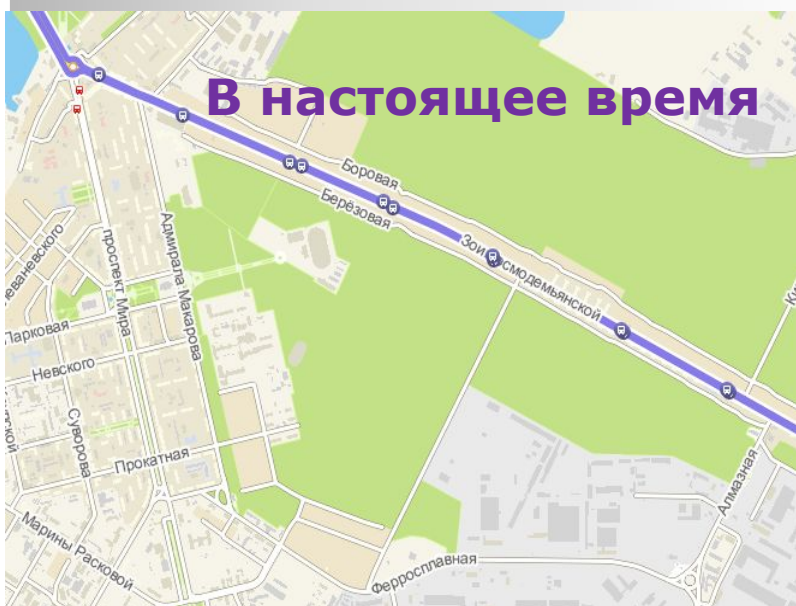 В настоящее время
Боровая
Берёзовая
Зои
смодемьянской
Адмирала Макарова
проспект Мира
Парковая
Невского
Суворова
Прокатная
Марины Расковой
Ферросплавная
Алмазная